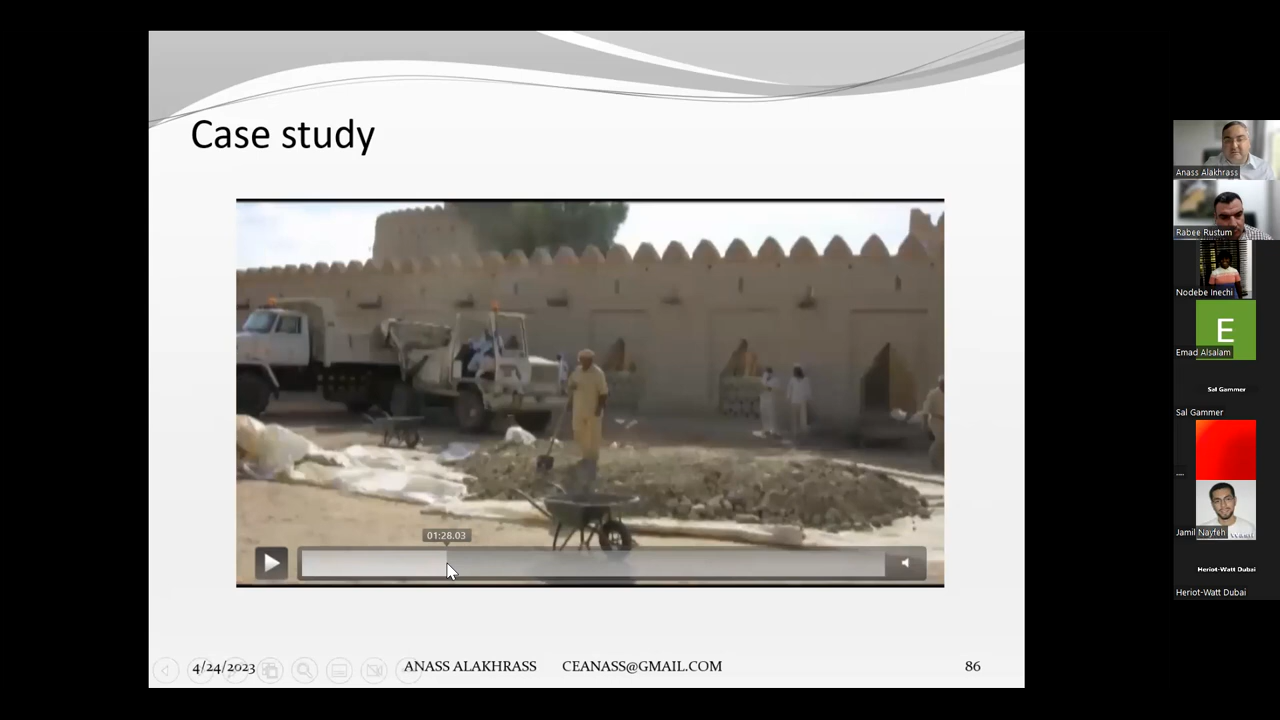 Case study
01:28.03
4/24/2023
ANASS ALAKHRASS
CEANASS@GMAIL.COM
86
Anass Alakhrass
Rabee Rustum
Nodebe Inechi
E
Emad Alsalam
Sal Gammer
Sal Gammer
Jamil Nayfeh
Heriot-Watt Dubai
Heriot-Watt Dubai